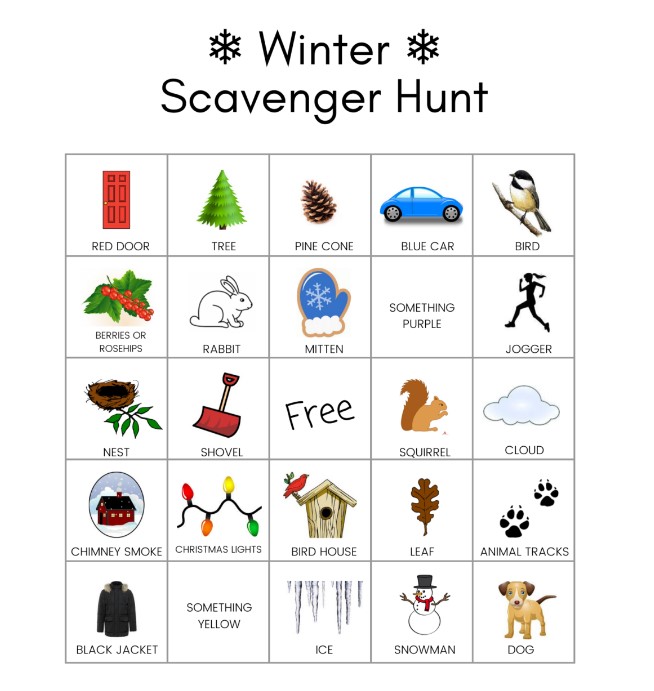 Winter
Scavenger Hunt
RED DOOR
TREE
PINE CONE
BLUE CAR
BIRD
BERRIES OR
ROSEHIPS
RABBIT
MITTEN
SOMETHING
PURPLE
JOGGER
NEST
SHOVEL
Free
SQUIRREL
CLOUD
CHIMNEY SMOKE
CHRISTMAS LIGHTS
BIRD HOUSE
LEAF
ANIMAL TRACKS
BLACK JACKET
SOMETHING
YELLOW
ICE
SNOWMAN
DOG